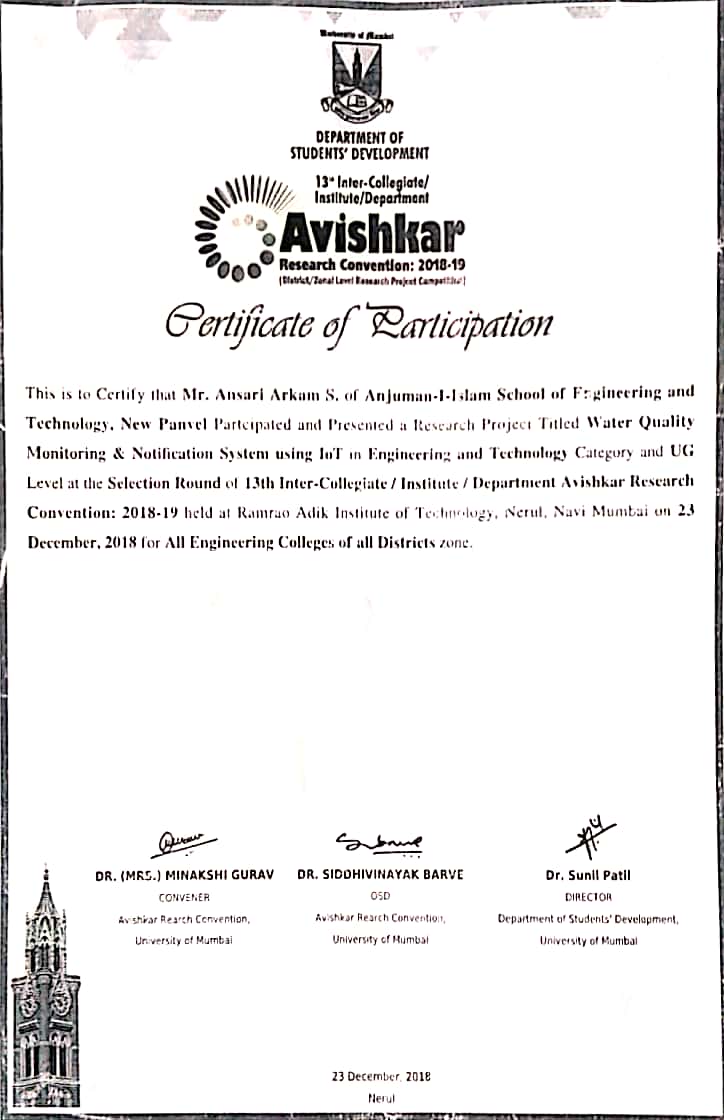 University of Mumbai
DEPARTMENT OF
STUDENTS' DEVELOPMENT
13th Inter-Collegiate/
Institute/Department
Avishkar
Research Convention: 2018-19
(District/Zonal Level Research Project Competition)
Certificate of Participation
This is to Certify that Mr. Ansari Arkam S. of Anjuman-I-Islam School of Engineering and
Technology, New Panvel Partcipated and Presented a Research Project Titled Water Quality
Monitoring & Notification System using IoT in Engineering and Technology Category and UG
Level at the Selection Round of 13th Inter-Collegiate / Institute / Department Avishkar Research
Convention: 2018-19 held at Ramrao Adik Institute of Technology, Nerul, Navi Mumbai on 23
December, 2018 for All Engineering Colleges of all Districts zone.
DR. (MRS.) MINAKSHI GURAV
CONVENER
Avishkar Rearch Convention,
University of Mumbai
DR. SIDDHIVINAYAK BARVE
OSD
Avishkar Rearch Convention,
University of Mumbai
Dr. Sunil Patil
DIRECTOR
Department of Students' Development,
University of Mumbai
23 December, 2018
Nerul